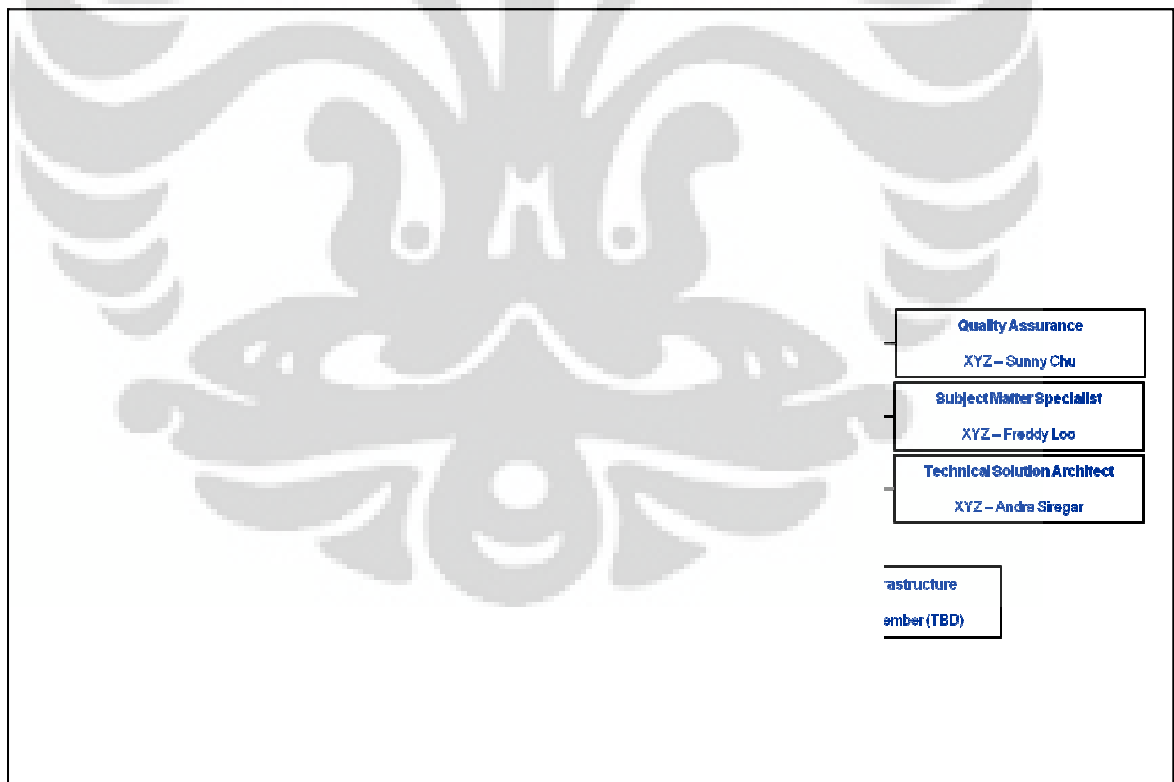 Quality Assurance
XYZ – Sunny Chu
Subject Matter Specialist
XYZ – Freddy Loo
Technical Solution Architect
XYZ – Andra Siregar
rastructure
ember (TBD)